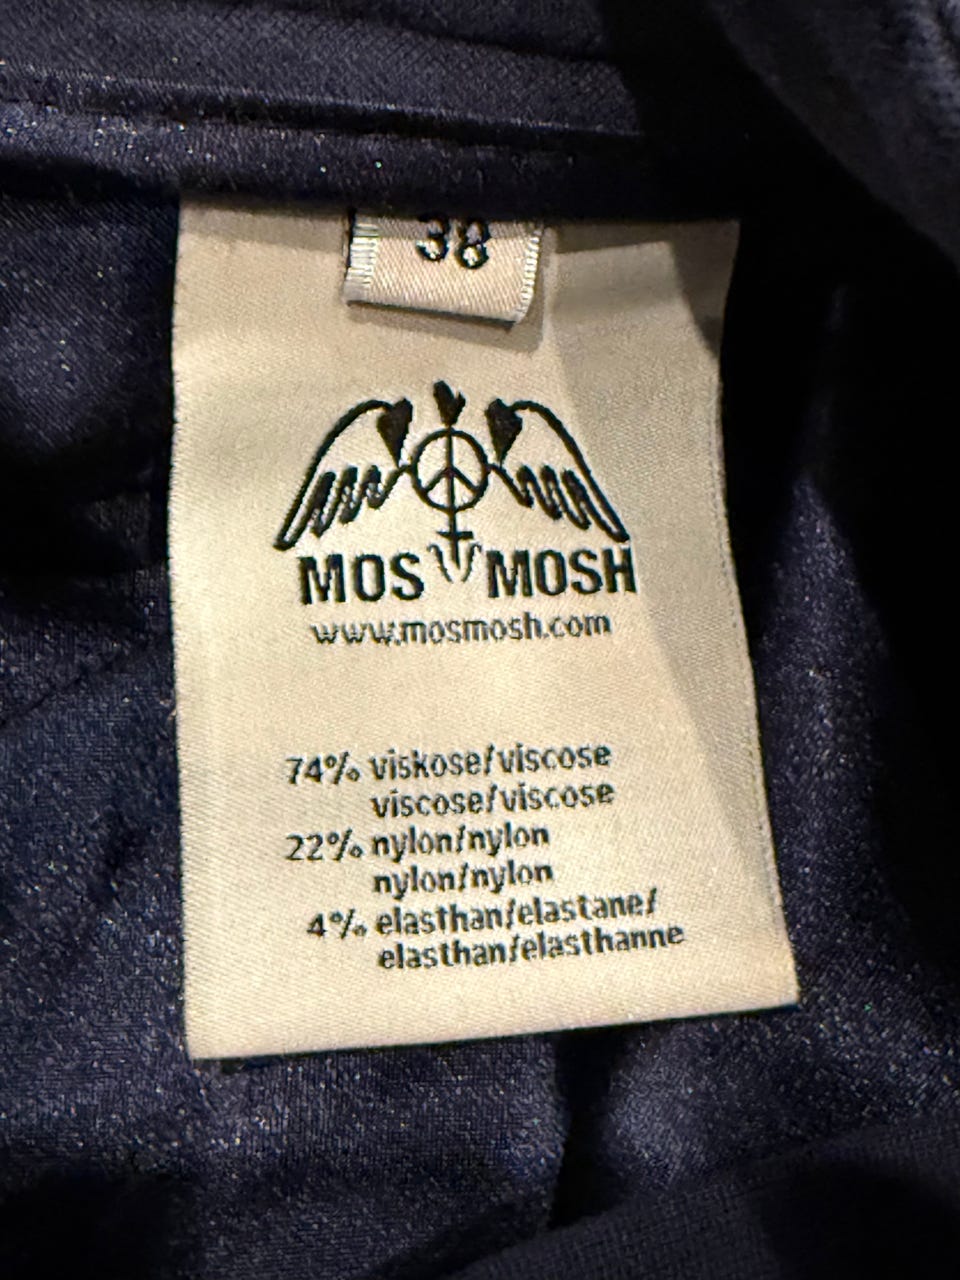 38
MOS MOSH
www.mosmosh.com
74% viskose/viscose
viscose/viscose
22% nylon/nylon
nylon/nylon
4% elasthan/elastane/
elasthan/elasthanne